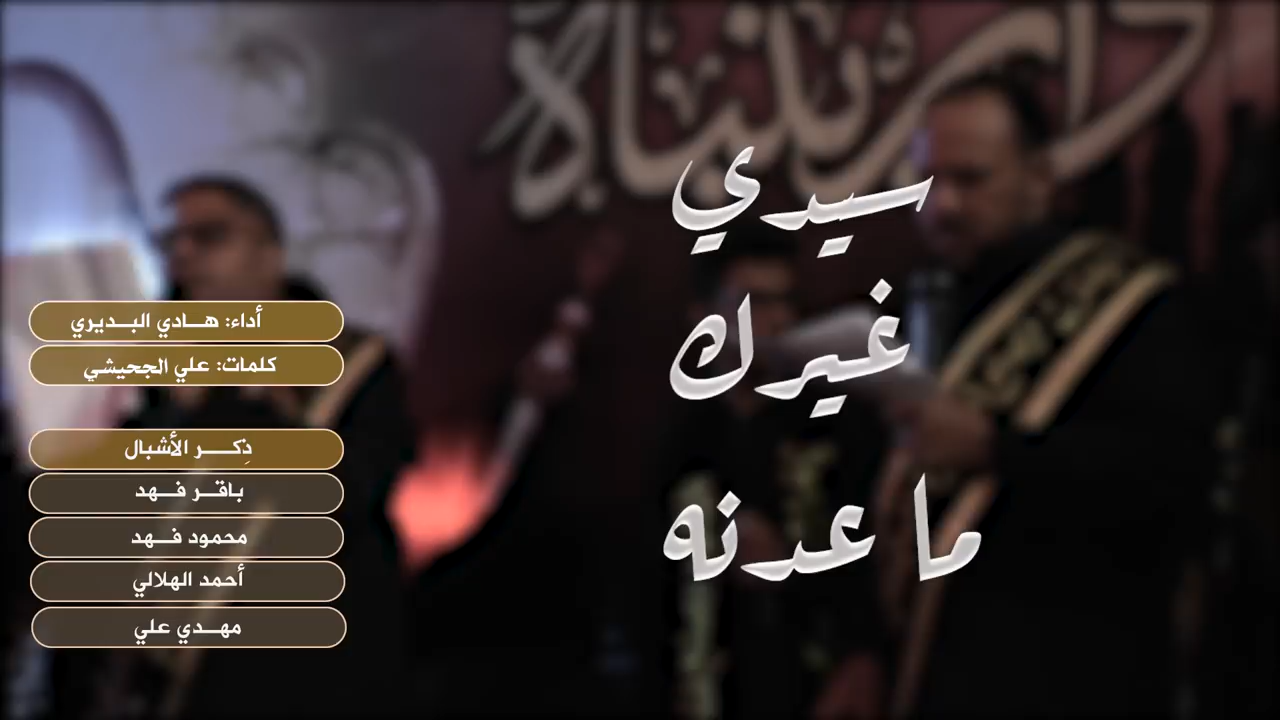 سيدي
غيرك
ما عدنه
أداء: هادي البديري
كلمات: علي الجحيشي
ذِكر الأشبال
باقر فهد
محمود فهد
أحمد الهلالي
مهدي علي